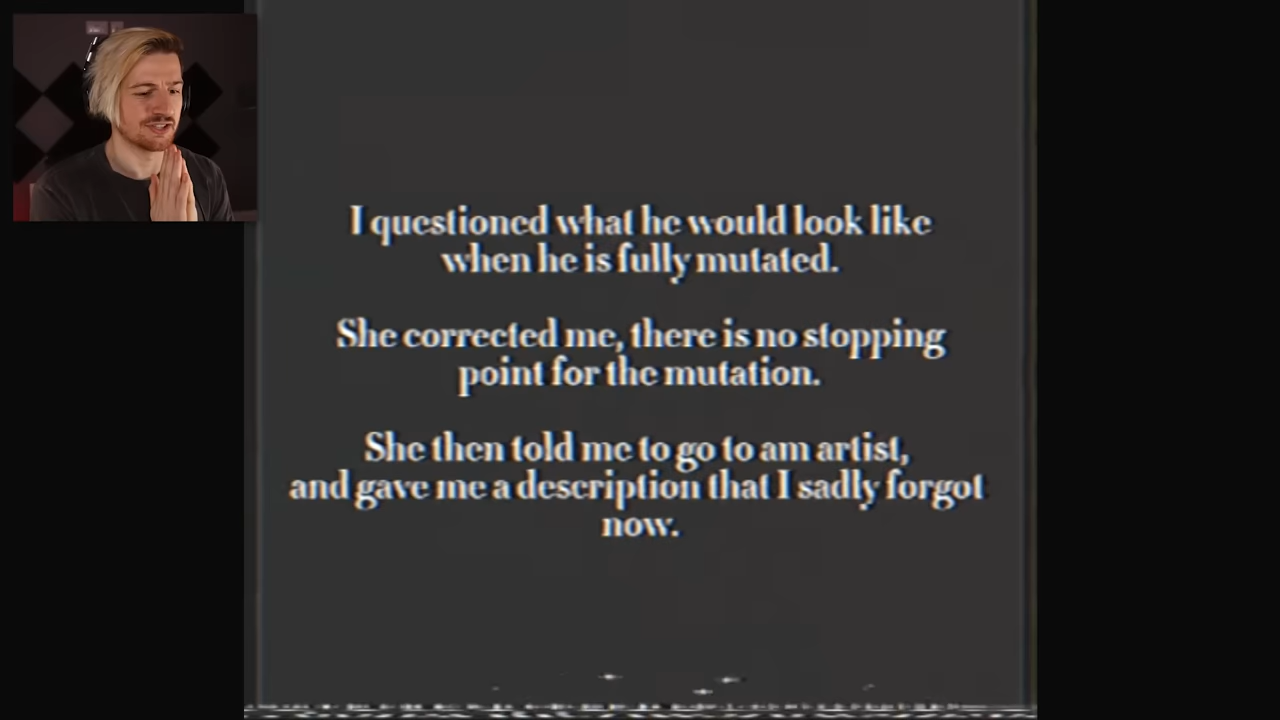 I questioned what he would look like
when he is fully mutated.
She corrected me, there is no stopping
point for the mutation.
She then told me to go to am artist,
and gave me a description that I sadly forgot
now.